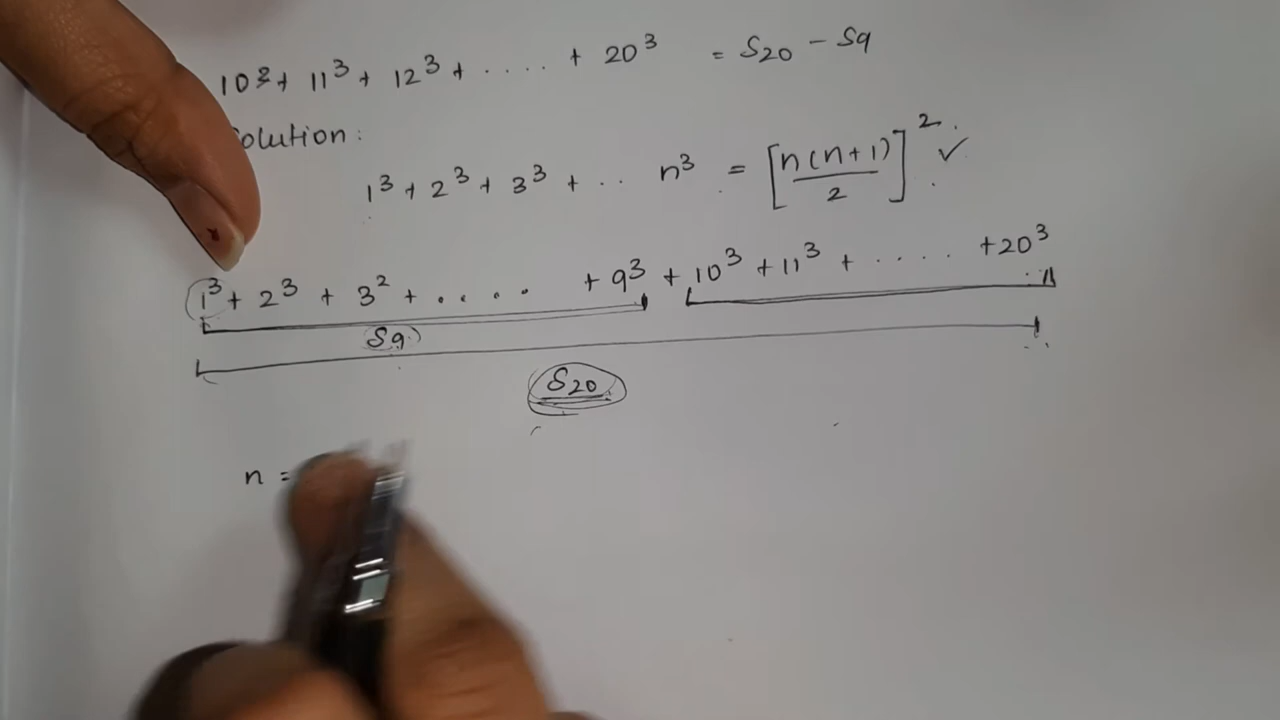 10³ + 11³ + 12³ + ..... + 20³ = S20 - S9
olution :
1³ + 2³ + 3³ + .. n³ = [n(n+1)/2]² ✓
1³ + 2³ + 3² + .... + 9³ + 10³ + 11³ + ..... + 20³
S9
S20
n =